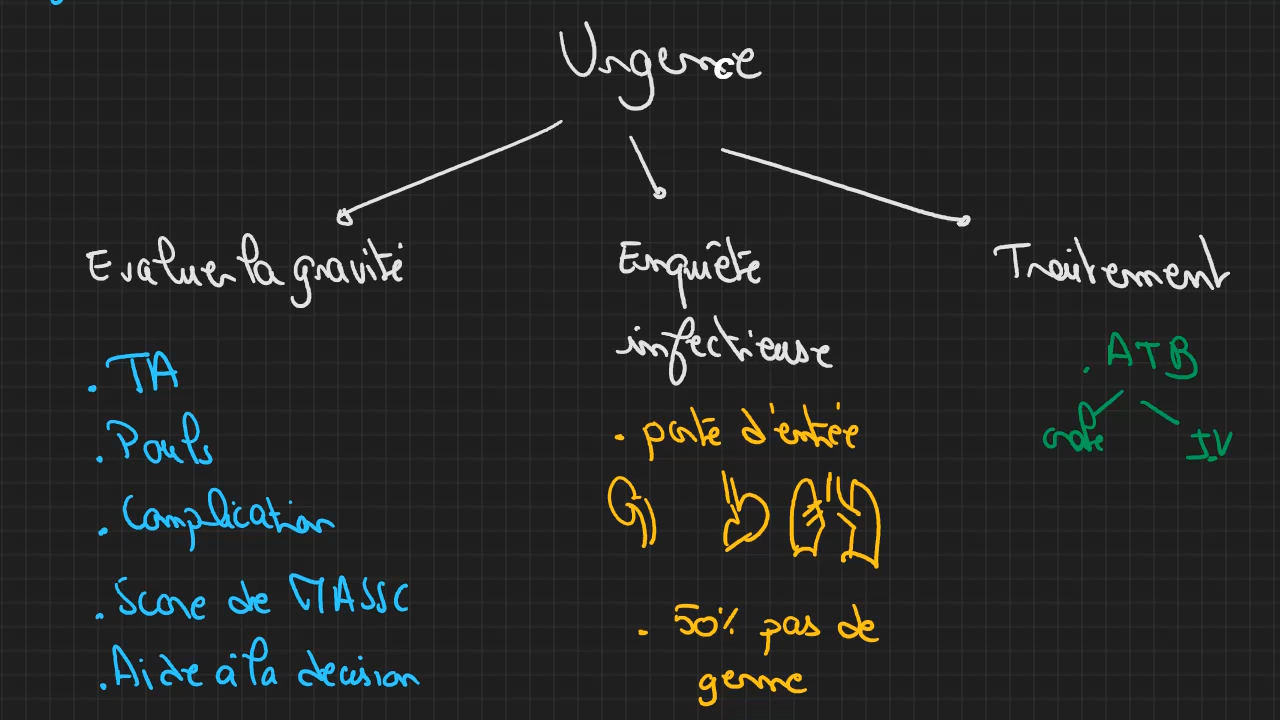 Urgence
Evaluer la gravité
. TA
. Pouls
. Complication
. Score de MASSC
. Aide à la decision
Enquête
infectieuse
. porte d'entrée
. 50% pas de
germe
Traitement
. ATB
orale
IV